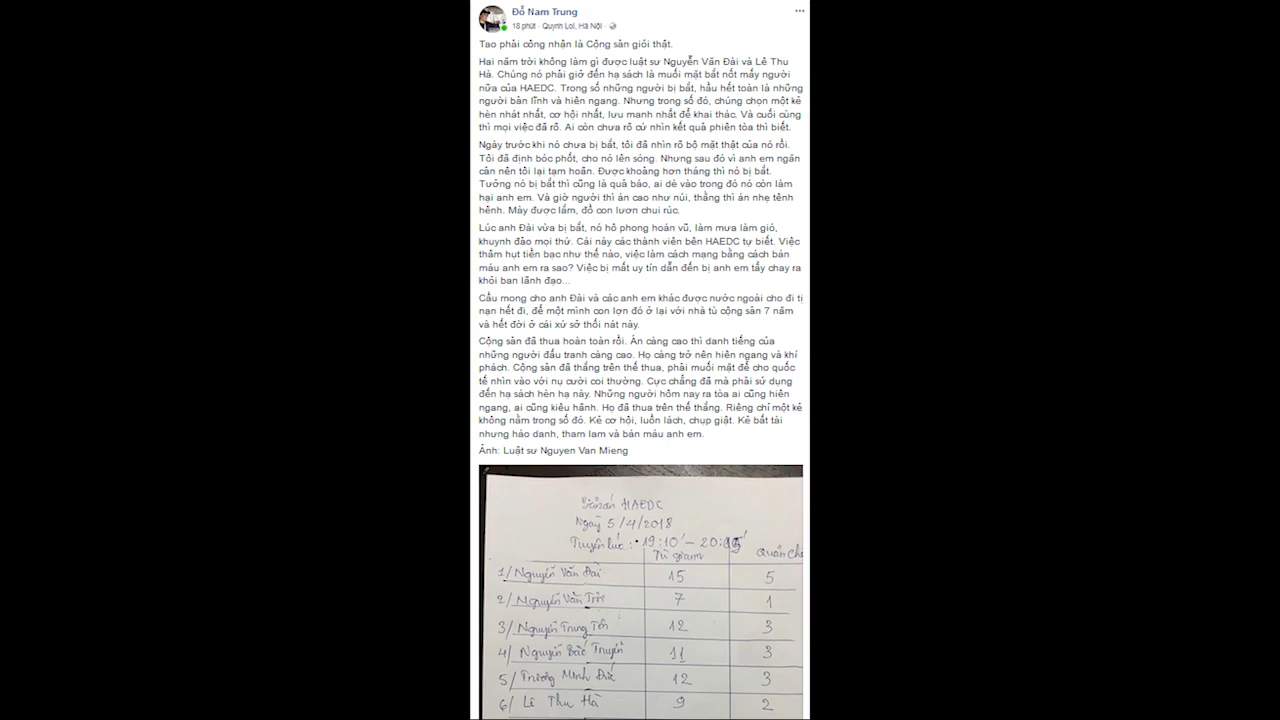 Đỗ Nam Trung
18 phút · Quynh Loi, Hà Nội ·
Tao phải công nhận là Cộng sản giỏi thật.
Hai năm trời không làm gì được luật sư Nguyễn Văn Đài và Lê Thu
Hà. Chúng nó phải giở đến hạ sách là muối mặt bắt nốt mấy người
nữa của HAEDC. Trong số những người bị bắt, hầu hết toàn là những
người bản lĩnh và hiên ngang. Nhưng trong số đó, chúng chọn một kẻ
hèn nhát nhất, cơ hội nhất, lưu manh nhất để khai thác. Và cuối cùng
thì mọi việc đã rõ. Ai còn chưa rõ cứ nhìn kết quả phiên tòa thì biết.
Ngày trước khi nó chưa bị bắt, tôi đã nhìn rõ bộ mặt thật của nó rồi.
Tôi đã định bóc phốt, cho nó lên sóng. Nhưng sau đó vì anh em ngăn
cản nên tôi lại tạm hoãn. Được khoảng hơn tháng thì nó bị bắt.
Tưởng nó bị bắt thì cũng là quả báo, ai dè vào trong đó nó còn làm
hại anh em. Và giờ người thì án cao như núi, thằng thì án nhẹ tênh
hênh. Mày được lắm, đồ con lươn chui rúc.
Lúc anh Đài vừa bị bắt, nó hô phong hoán vũ, làm mưa làm gió,
khuynh đảo mọi thứ. Cái này các thành viên bên HAEDC tự biết. Việc
thâm hụt tiền bạc như thế nào, việc làm cách mạng bằng cách bán
máu anh em ra sao? Việc bị mất uy tín dẫn đến bị anh em tẩy chay ra
khỏi ban lãnh đạo...
Cầu mong cho anh Đài và các anh em khác được nước ngoài cho đi tị
nạn hết đi, để một mình con lợn đó ở lại với nhà tù cộng sản 7 năm
và hết đời ở cái xứ sở thối nát này.
Cộng sản đã thua hoàn toàn rồi. Án càng cao thì danh tiếng của
những người đấu tranh càng cao. Họ càng trở nên hiên ngang và khí
phách. Cộng sản đã thắng trên thế thua, phải muối mặt để cho quốc
tế nhìn vào với nụ cười coi thường. Cực chẳng đã mà phải sử dụng
đến hạ sách hèn hạ này. Những người hôm nay ra tòa ai cũng hiên
ngang, ai cũng kiêu hãnh. Họ đã thua trên thế thắng. Riêng chỉ một kẻ
không nằm trong số đó. Kẻ cơ hội, luồn lách, chụp giật. Kẻ bất tài
nhưng háo danh, tham lam và bán máu anh em.
Ảnh: Luật sư Nguyen Van Mieng
HAEDC
Ngày 5/4/2018
Tuyên lúc: 19:10' -
Tù giam Quản chế
1/ Nguyễn Văn Đài 15 5
2/ Nguyễn Văn Trội 7 1
3/ Nguyễn Trung Tôn 12 3
4/ Nguyễn Bắc Truyển 11 3
5/ Trương Minh Đức 12 3
6/ Lê Thu Hà 9 2